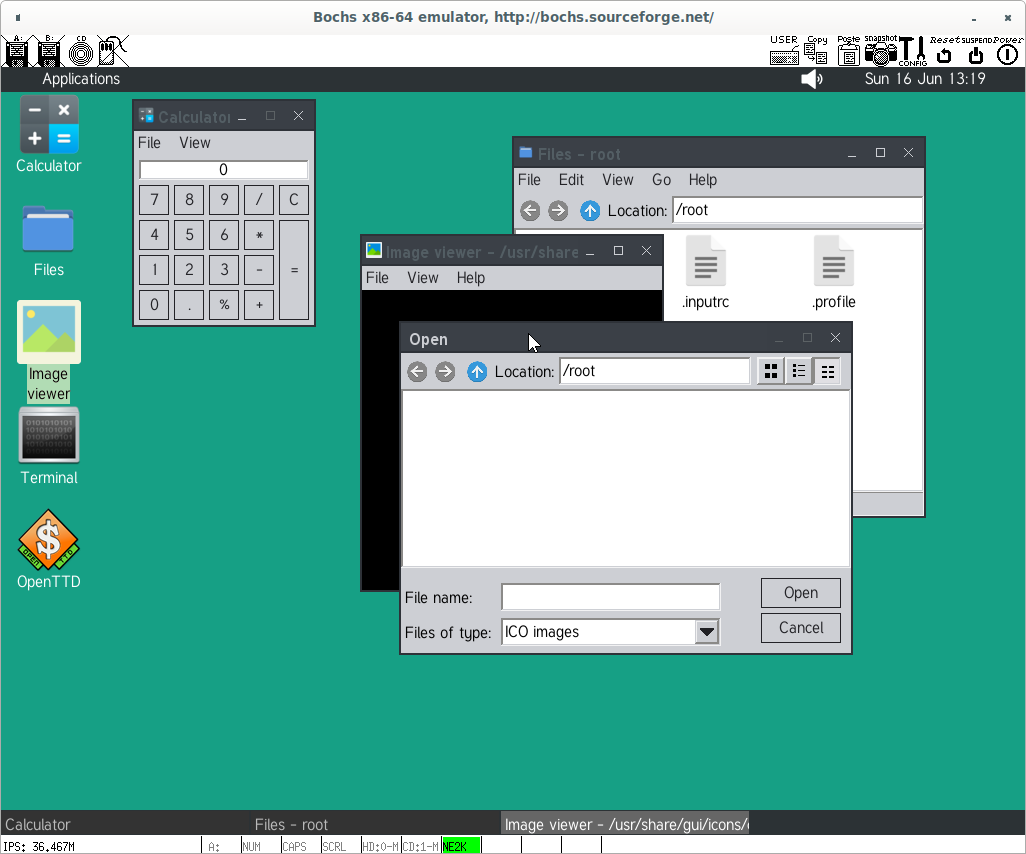 Bochs x86-64 emulator, http://bochs.sourceforge.net/
A: B: CD USER Copy Paste snapshot CONFIG Reset SUSPEND Power
Applications Sun 16 Jun 13:19
Calculator
File View
0
7 8 9 / C
4 5 6 *
1 2 3 - =
0 . % +
Calculator
Files
Image
viewer
Terminal
OpenTTD
Files - root
File Edit View Go Help
Location: /root
.inputrc .profile
Image viewer - /usr/share
File View Help
Open
Location: /root
File name:
Open
Files of type: ICO images
Cancel
Calculator Files - root Image viewer - /usr/share/gui/icons/
IPS: 36.467M A: NUM CAPS SCRL HD:0-M CD:1-M NE2K